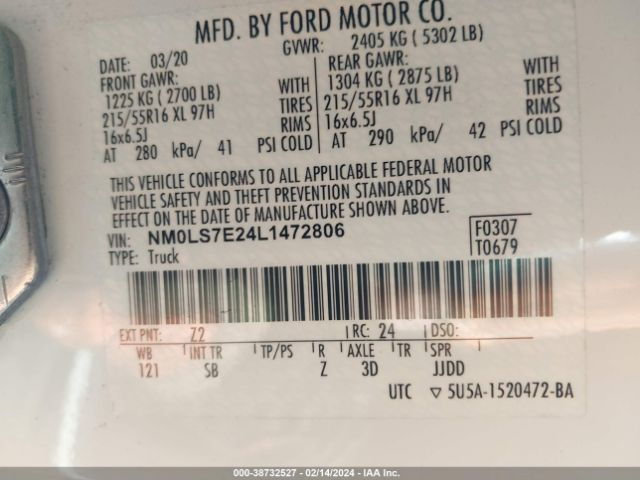 MFD. BY FORD MOTOR CO.
DATE: 03/20 GVWR: 2405 KG ( 5302 LB)
FRONT GAWR: REAR GAWR:
1225 KG ( 2700 LB) WITH 1304 KG ( 2875 LB) WITH
215/55R16 XL 97H TIRES 215/55R16 XL 97H TIRES
16x6.5J RIMS 16x6.5J RIMS
AT 280 kPa/ 41 PSI COLD AT 290 kPa/ 42 PSI COLD
THIS VEHICLE CONFORMS TO ALL APPLICABLE FEDERAL MOTOR
VEHICLE SAFETY AND THEFT PREVENTION STANDARDS IN
EFFECT ON THE DATE OF MANUFACTURE SHOWN ABOVE.
VIN: NM0LS7E24L1472806 F0307
TYPE: Truck T0679
EXT PNT: Z2 RC: 24 DSO:
WB INT TR TP/PS R AXLE TR SPR
121 SB Z 3D JJDD
UTC ▽ 5U5A-1520472-BA
© - 38732527 - 02/14/2024 - IAA Inc.